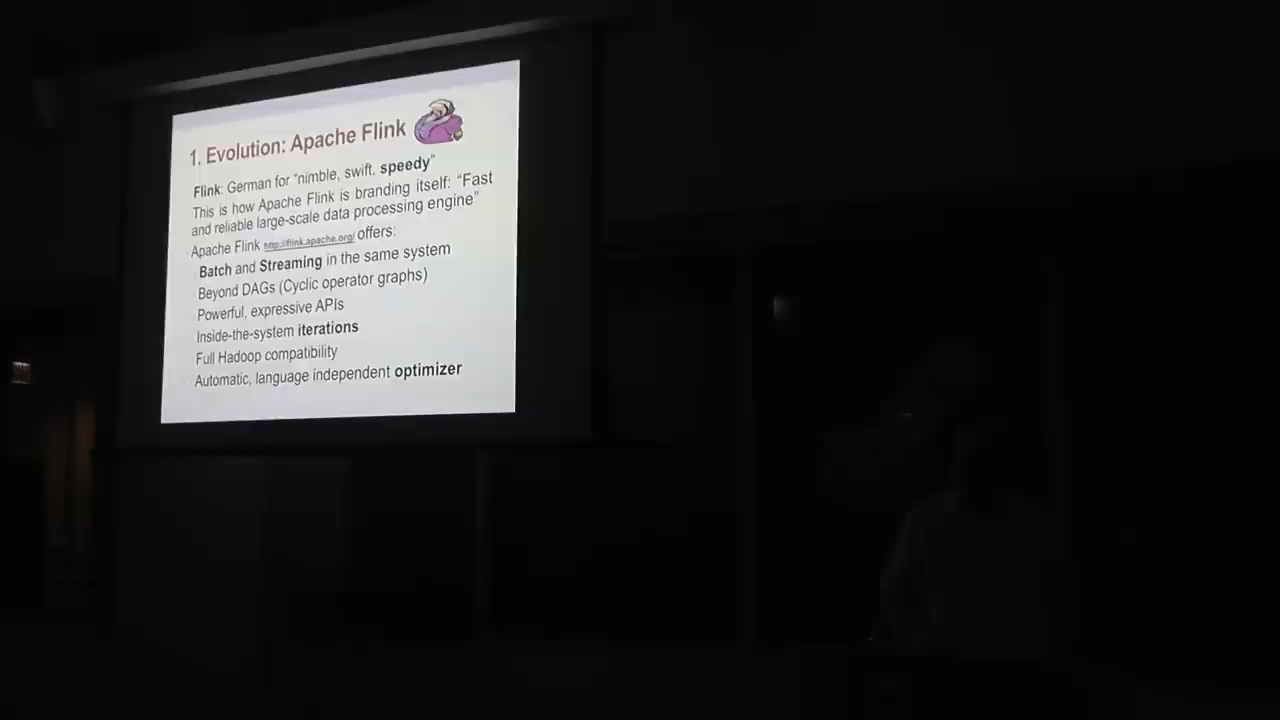 1. Evolution: Apache Flink
Flink: German for “nimble, swift, speedy”
This is how Apache Flink is branding itself: “Fast
and reliable large-scale data processing engine”
Apache Flink http://flink.apache.org/ offers:
Batch and Streaming in the same system
Beyond DAGs (Cyclic operator graphs)
Powerful, expressive APIs
Inside-the-system iterations
Full Hadoop compatibility
Automatic, language independent optimizer